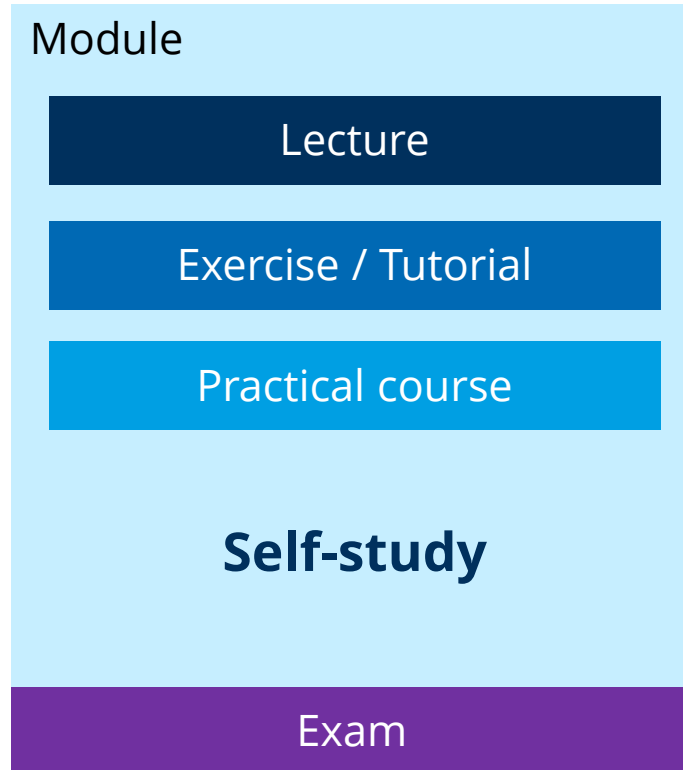 Module
Lecture
Exercise / Tutorial
Practical course
Self-study
Exam